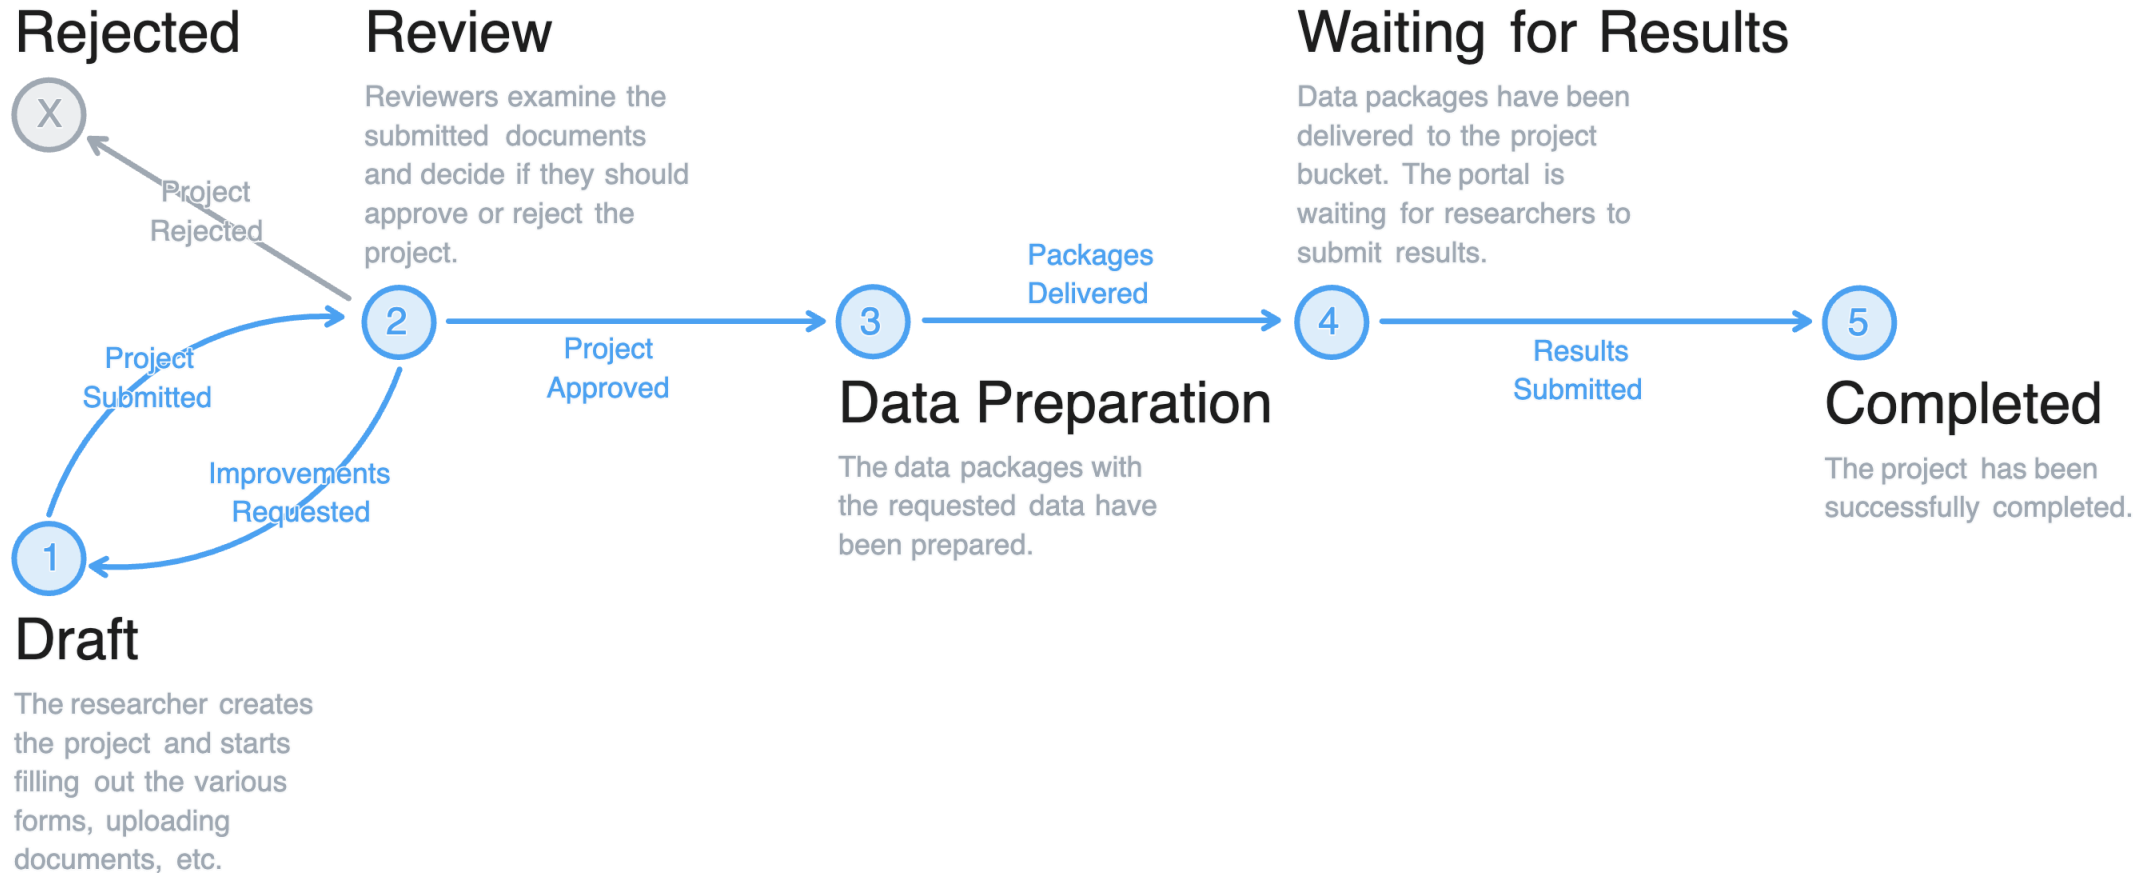 Rejected
X
Project
Rejected
Review
Reviewers examine the
submitted documents
and decide if they should
approve or reject the
project.
2
Project
Submitted
Improvements
Requested
1
Draft
The researcher creates
the project and starts
filling out the various
forms, uploading
documents, etc.
Project
Approved
3
Data Preparation
The data packages with
the requested data have
been prepared.
Packages
Delivered
Waiting for Results
Data packages have been
delivered to the project
bucket. The portal is
waiting for researchers to
submit results.
4
Results
Submitted
5
Completed
The project has been
successfully completed.